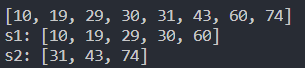 [10, 19, 29, 30, 31, 43, 60, 74]
s1: [10, 19, 29, 30, 60]
s2: [31, 43, 74]